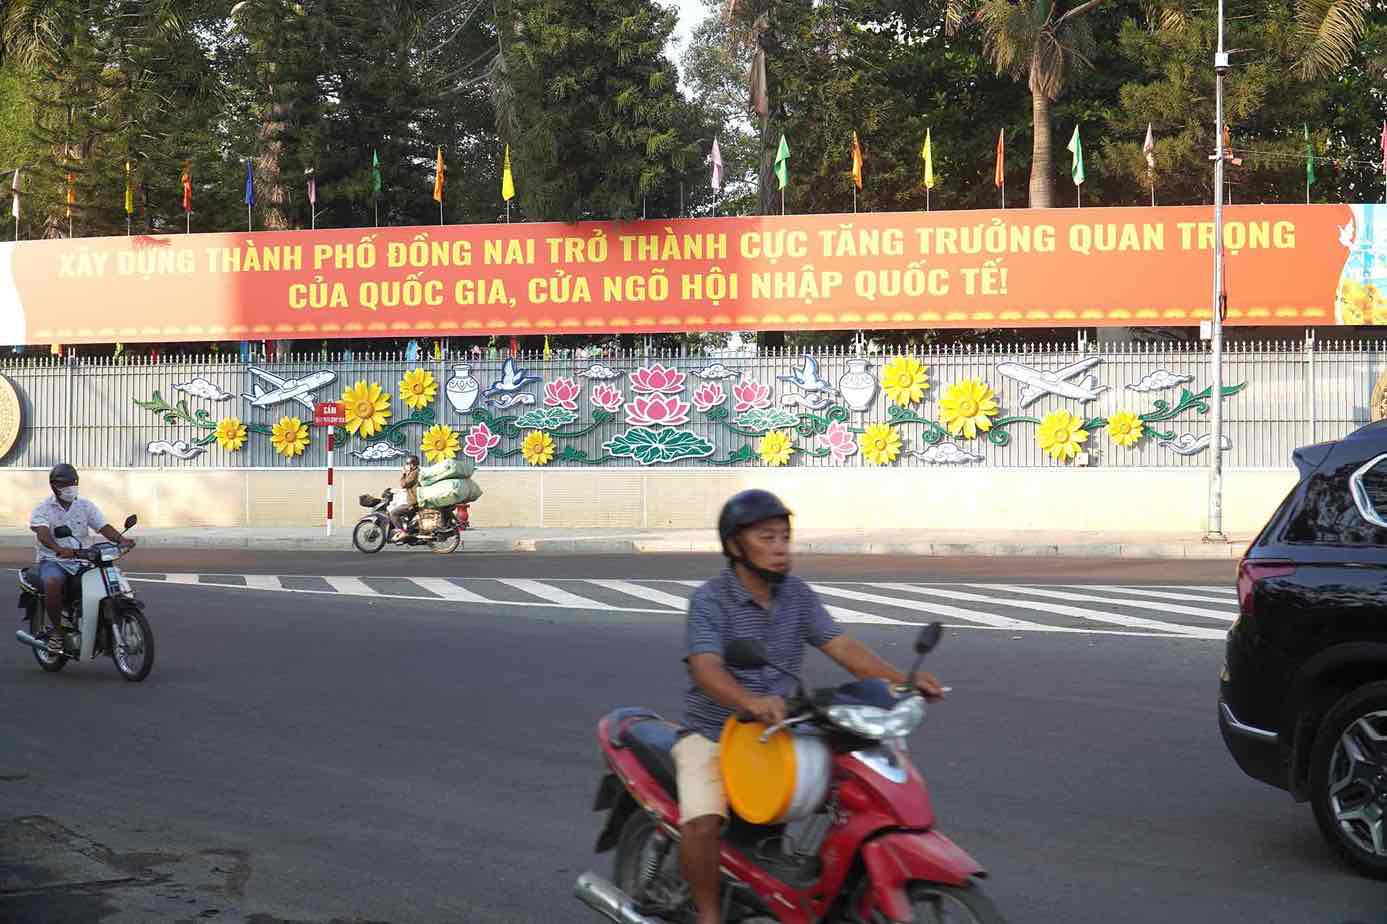 XÂY DỰNG THÀNH PHỐ ĐỒNG NAI TRỞ THÀNH CỰC TĂNG TRƯỞNG QUAN TRỌNG
CỦA QUỐC GIA, CỬA NGÕ HỘI NHẬP QUỐC TẾ!
CẤM